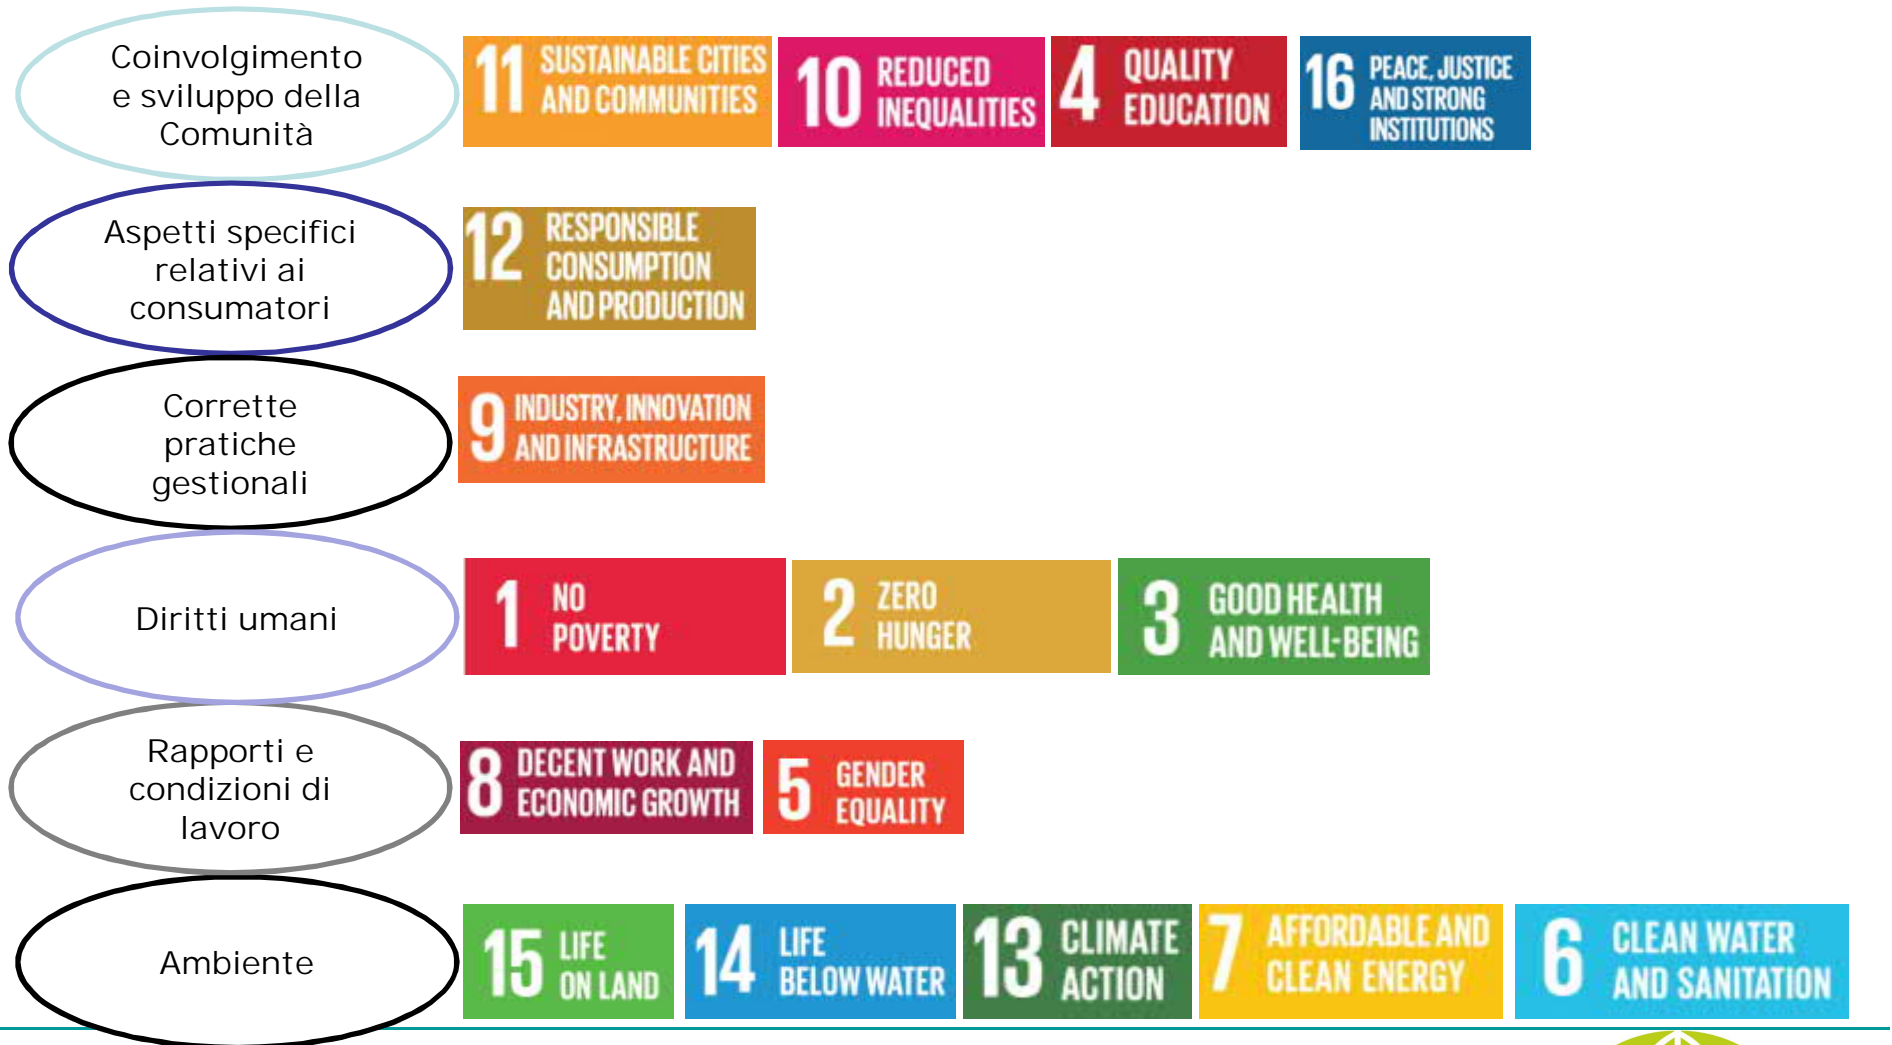 Coinvolgimento
e sviluppo della
Comunità
11 SUSTAINABLE CITIES
AND COMMUNITIES
10 REDUCED
INEQUALITIES
4 QUALITY
EDUCATION
16 PEACE, JUSTICE
AND STRONG
INSTITUTIONS
Aspetti specifici
relativi ai
consumatori
12 RESPONSIBLE
CONSUMPTION
AND PRODUCTION
Corrette
pratiche
gestionali
9 INDUSTRY, INNOVATION
AND INFRASTRUCTURE
Diritti umani
1 NO
POVERTY
2 ZERO
HUNGER
3 GOOD HEALTH
AND WELL-BEING
Rapporti e
condizioni di
lavoro
8 DECENT WORK AND
ECONOMIC GROWTH
5 GENDER
EQUALITY
Ambiente
15 LIFE
ON LAND
14 LIFE
BELOW WATER
13 CLIMATE
ACTION
7 AFFORDABLE AND
CLEAN ENERGY
6 CLEAN WATER
AND SANITATION